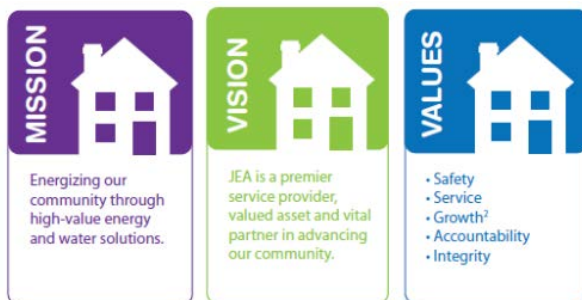 MISSION
Energizing our
community through
high-value energy
and water solutions.
VISION
JEA is a premier
service provider,
valued asset and vital
partner in advancing
our community.
VALUES
• Safety
• Service
• Growth²
• Accountability
• Integrity